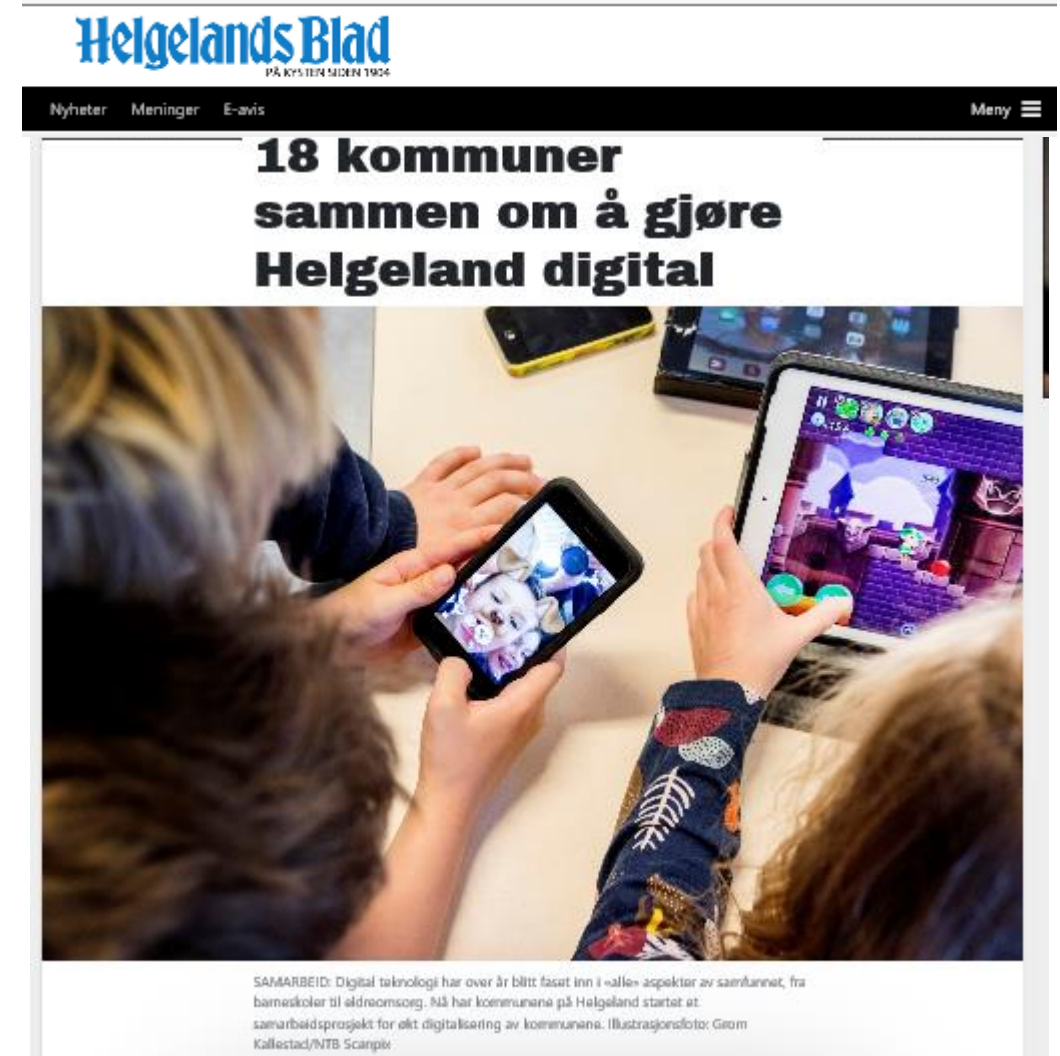 Helgelands Blad
PÅ KYSTEN SIDEN 1904
Nyheter Meninger E-avis Meny
18 kommuner
sammen om å gjøre
Helgeland digital
SAMARBEID: Digital teknologi har over år blitt faset inn i «alle» aspekter av samfunnet, fra
barneskoler til eldreomsorg. Nå har kommunene på Helgeland startet et
samarbeidsprosjekt for økt digitalisering av kommunene. Illustrasjonsfoto: Gorm
Kallestad/NTB Scanpix